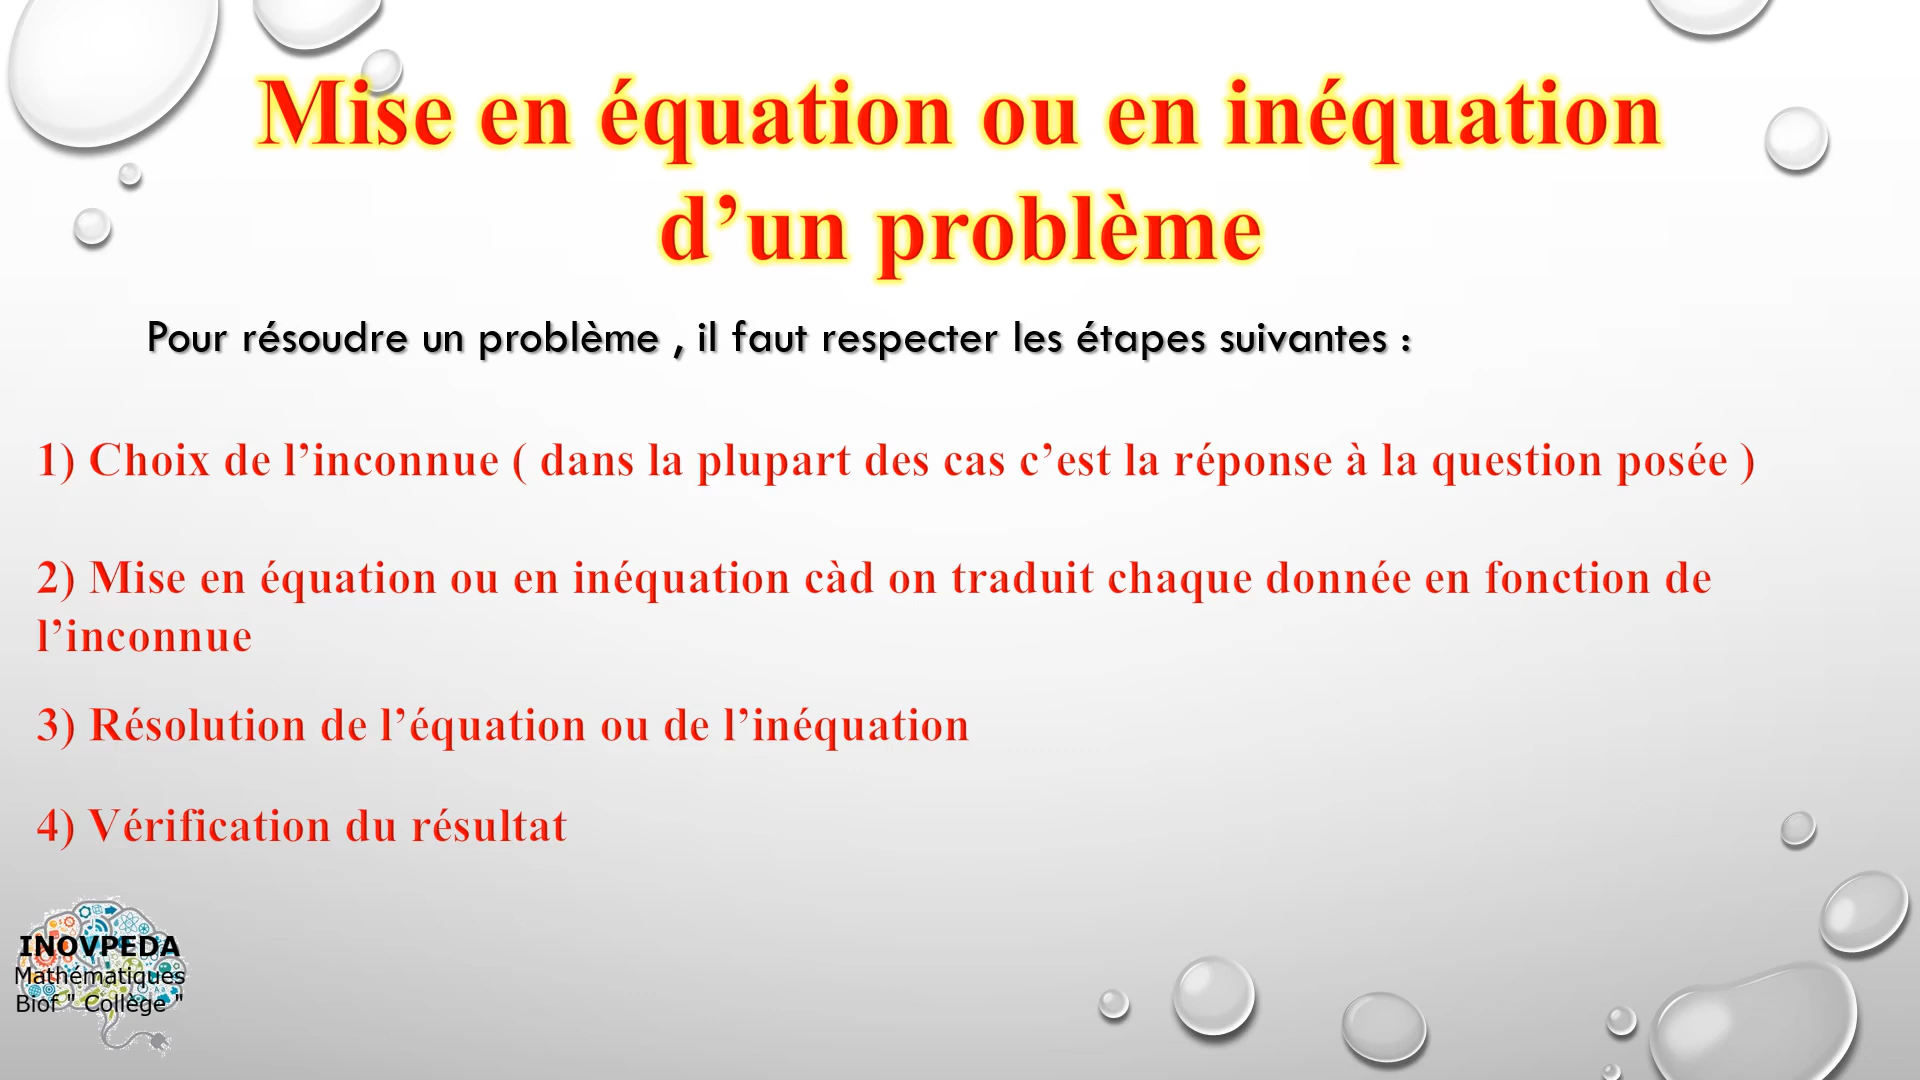 Mise en équation ou en inéquation
d’un problème
Pour résoudre un problème , il faut respecter les étapes suivantes :
1) Choix de l’inconnue ( dans la plupart des cas c’est la réponse à la question posée )
2) Mise en équation ou en inéquation càd on traduit chaque donnée en fonction de
l’inconnue
3) Résolution de l’équation ou de l’inéquation
4) Vérification du résultat
INOVPEDA
Mathématiques
Biof " Collège "